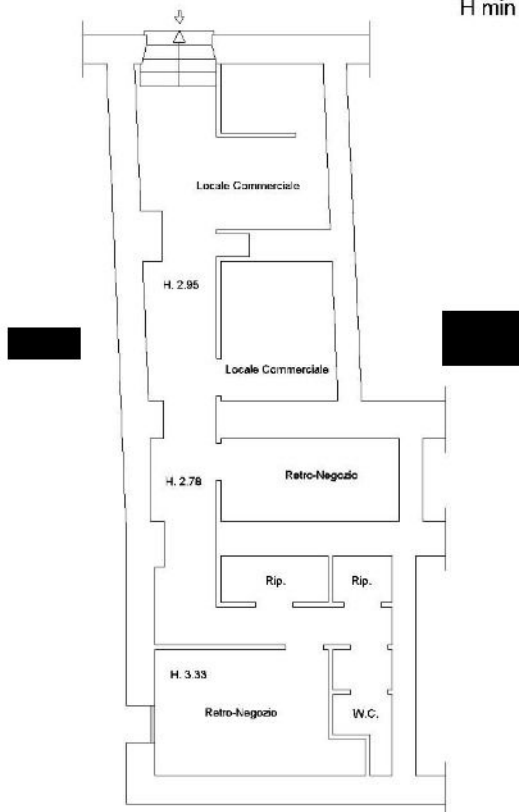 H min
Locale Commerciale
H. 2.95
Locale Commerciale
H. 2.78
Retro-Negozio
Rip.
Rip.
H. 3.33
Retro-Negozio
W.C.